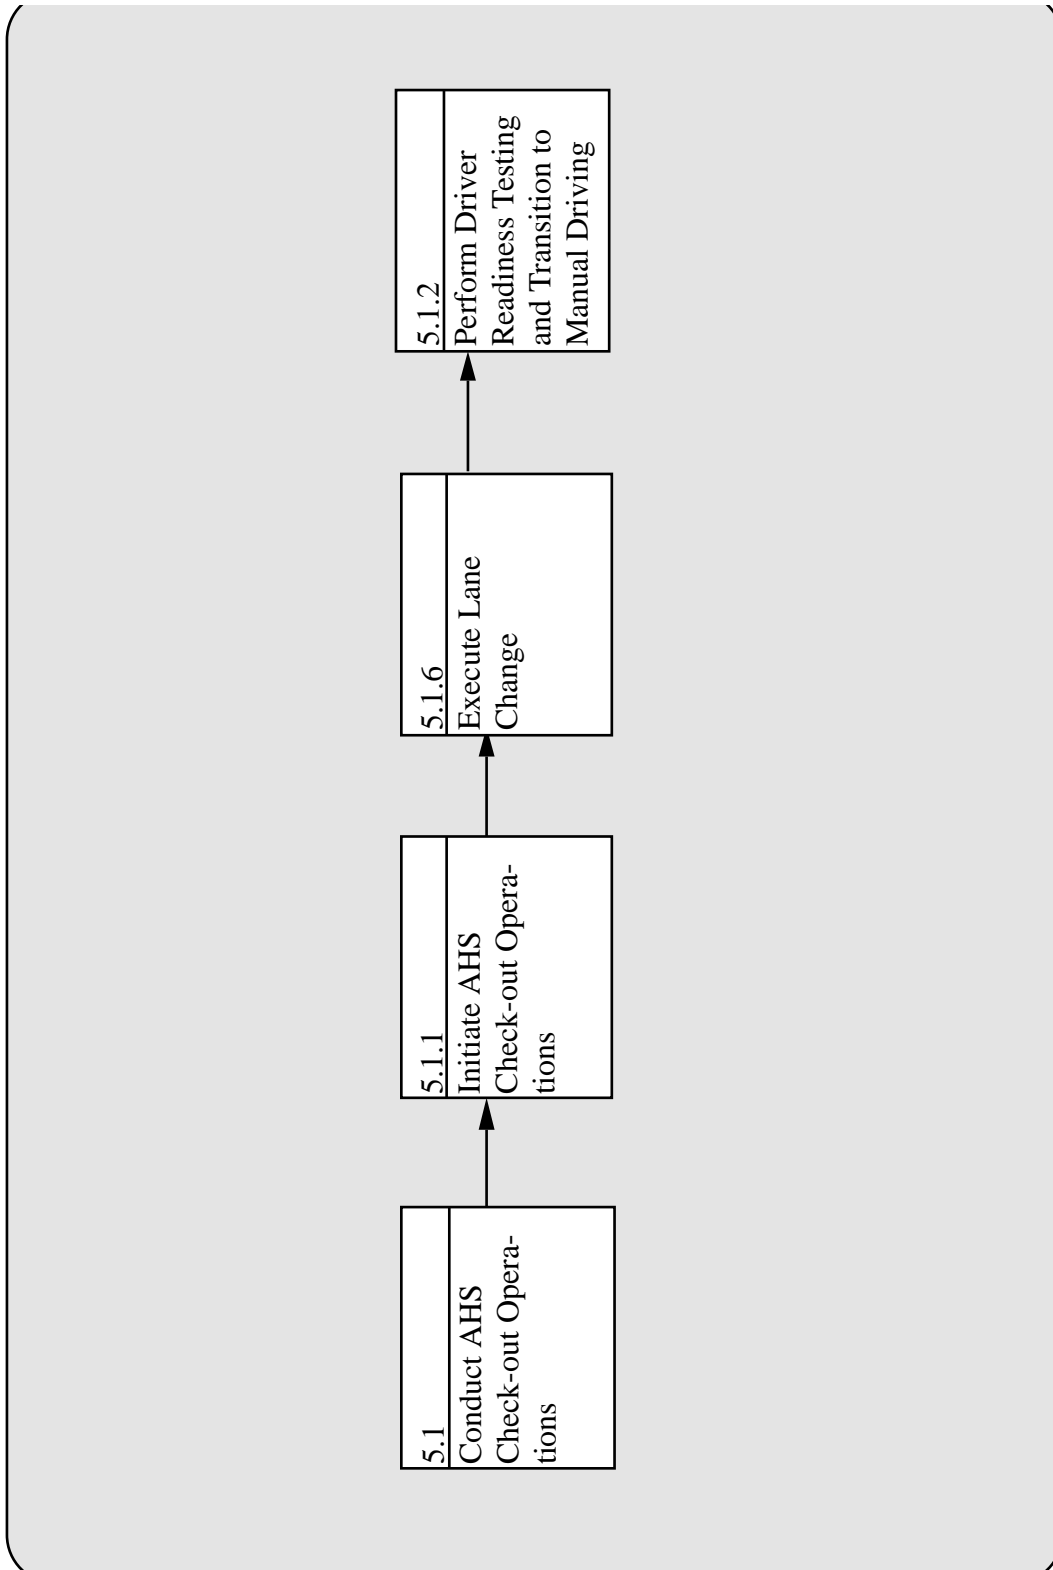 5.1
Conduct AHS
Check-out Opera-
tions
5.1.1
Initiate AHS
Check-out Opera-
tions
5.1.6
Execute Lane
Change
5.1.2
Perform Driver
Readiness Testing
and Transition to
Manual Driving